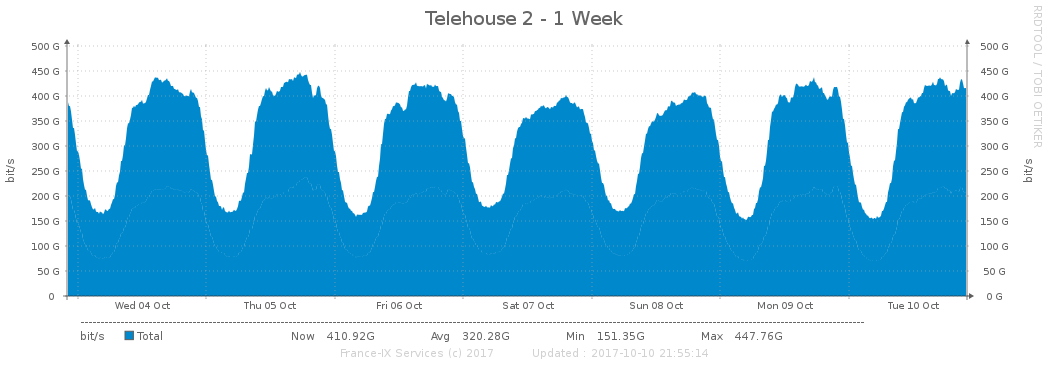 Telehouse 2 - 1 Week
RRDTOOL / TOBI OETIKER
500 G 500 G
450 G 450 G
400 G 400 G
350 G 350 G
300 G 300 G
250 G 250 G
200 G 200 G
150 G 150 G
100 G 100 G
50 G 50 G
0 0 G
bit/s
bit/s
Wed 04 Oct Thu 05 Oct Fri 06 Oct Sat 07 Oct Sun 08 Oct Mon 09 Oct Tue 10 Oct
bit/s Total Now 410.92G Avg 320.28G Min 151.35G Max 447.76G
France-IX Services (c) 2017 Updated : 2017-10-10 21:55:14